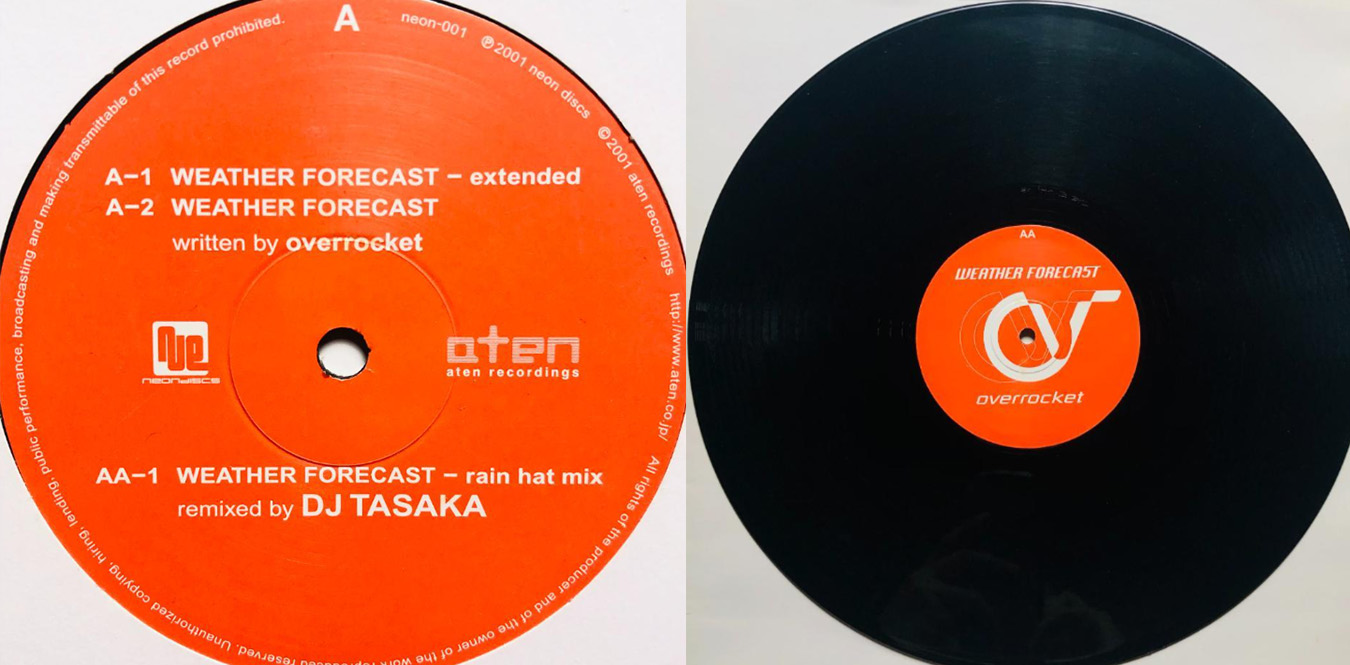 A
neon-001
℗2001 neon discs
©2001 aten recordings
http://www.aten.co.jp/
All rights of the producer and of the owner of the work reproduced reserved. Unauthorized copying, hiring, lending, public performance, broadcasting and making transmittable of this record prohibited.
A-1 WEATHER FORECAST - extended
A-2 WEATHER FORECAST
written by overrocket
ne
neondiscs
aten
aten recordings
AA-1 WEATHER FORECAST - rain hat mix
remixed by DJ TASAKA
AA
WEATHER FORECAST
overrocket